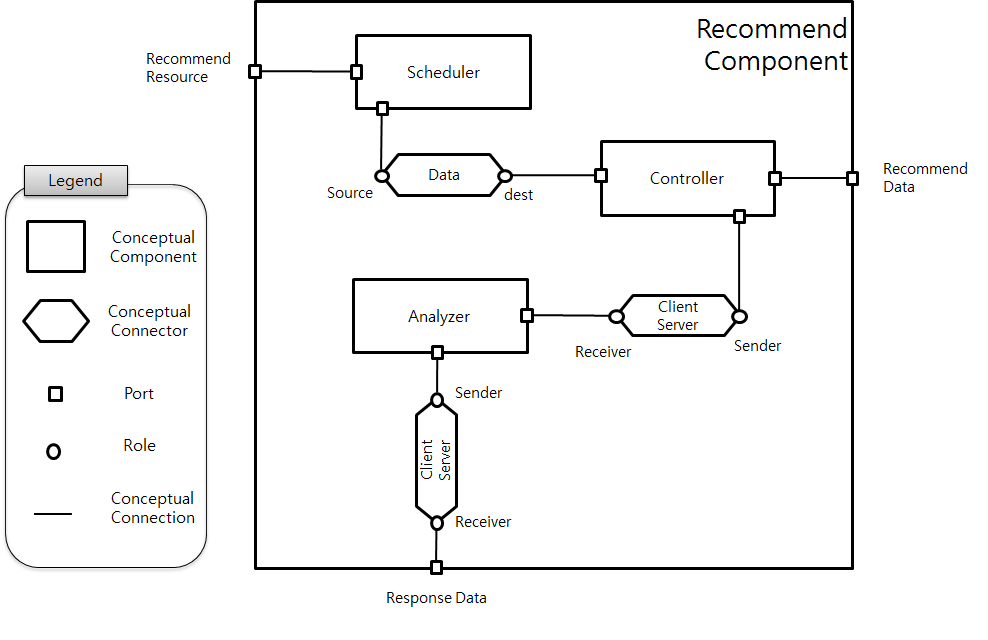 Recommend
Component
Recommend
Resource
Scheduler
Legend
Source
Data
dest
Controller
Recommend
Data
Conceptual
Component
Conceptual
Connector
Analyzer
Client
Server
Receiver
Sender
Port
Sender
Role
Client
Server
Conceptual
Connection
Receiver
Response Data